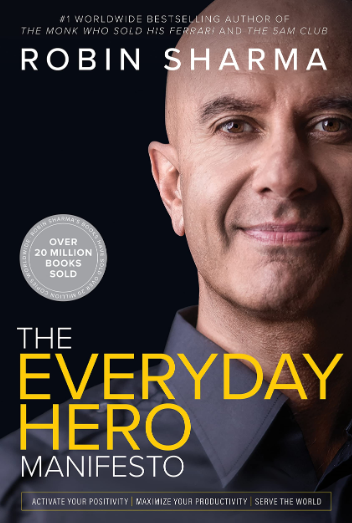 #1 WORLDWIDE BESTSELLING AUTHOR OF
THE MONK WHO SOLD HIS FERRARI AND THE SAM CLUB
ROBIN SHARMA
OVER
20 MILLION
BOOKS
SOLD
THE
EVERYDAY
HERO
MANIFESTO
ACTIVATE YOUR POSITIVITY | MAXIMIZE YOUR PRODUCTIVITY | SERVE THE WORLD